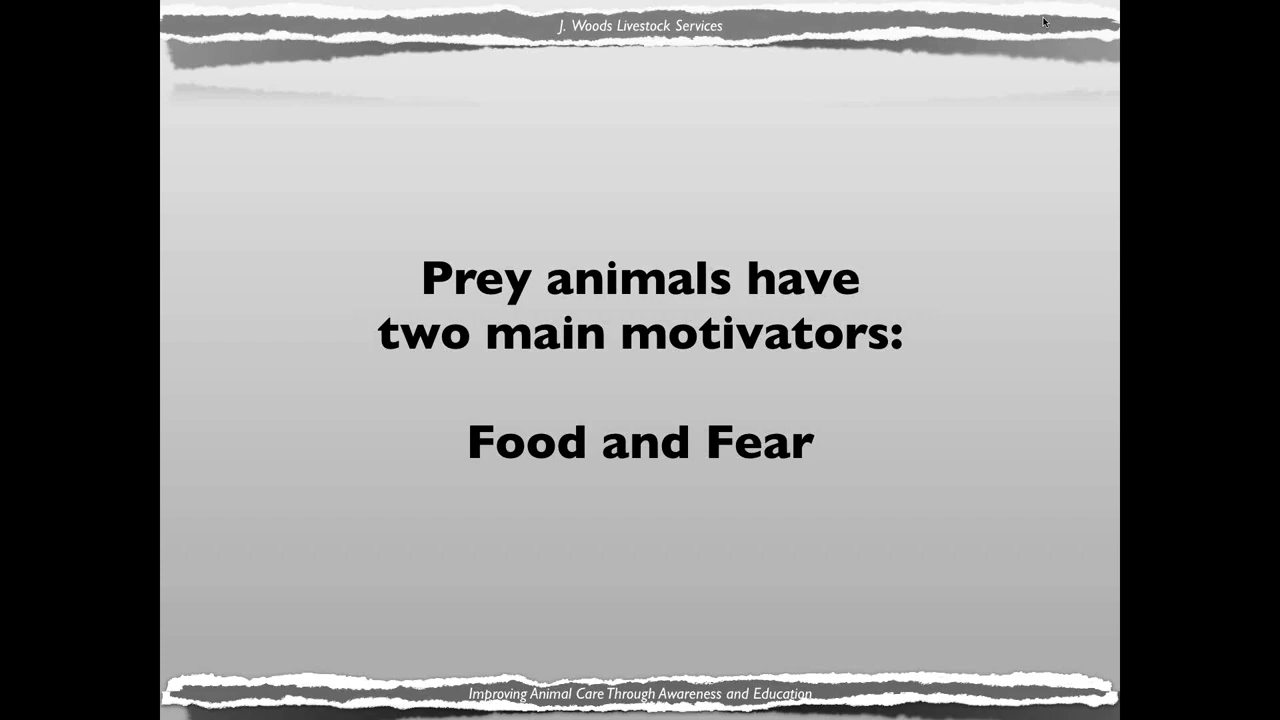 J. Woods Livestock Services
Prey animals have
two main motivators:
Food and Fear
Improving Animal Care Through Awareness and Education